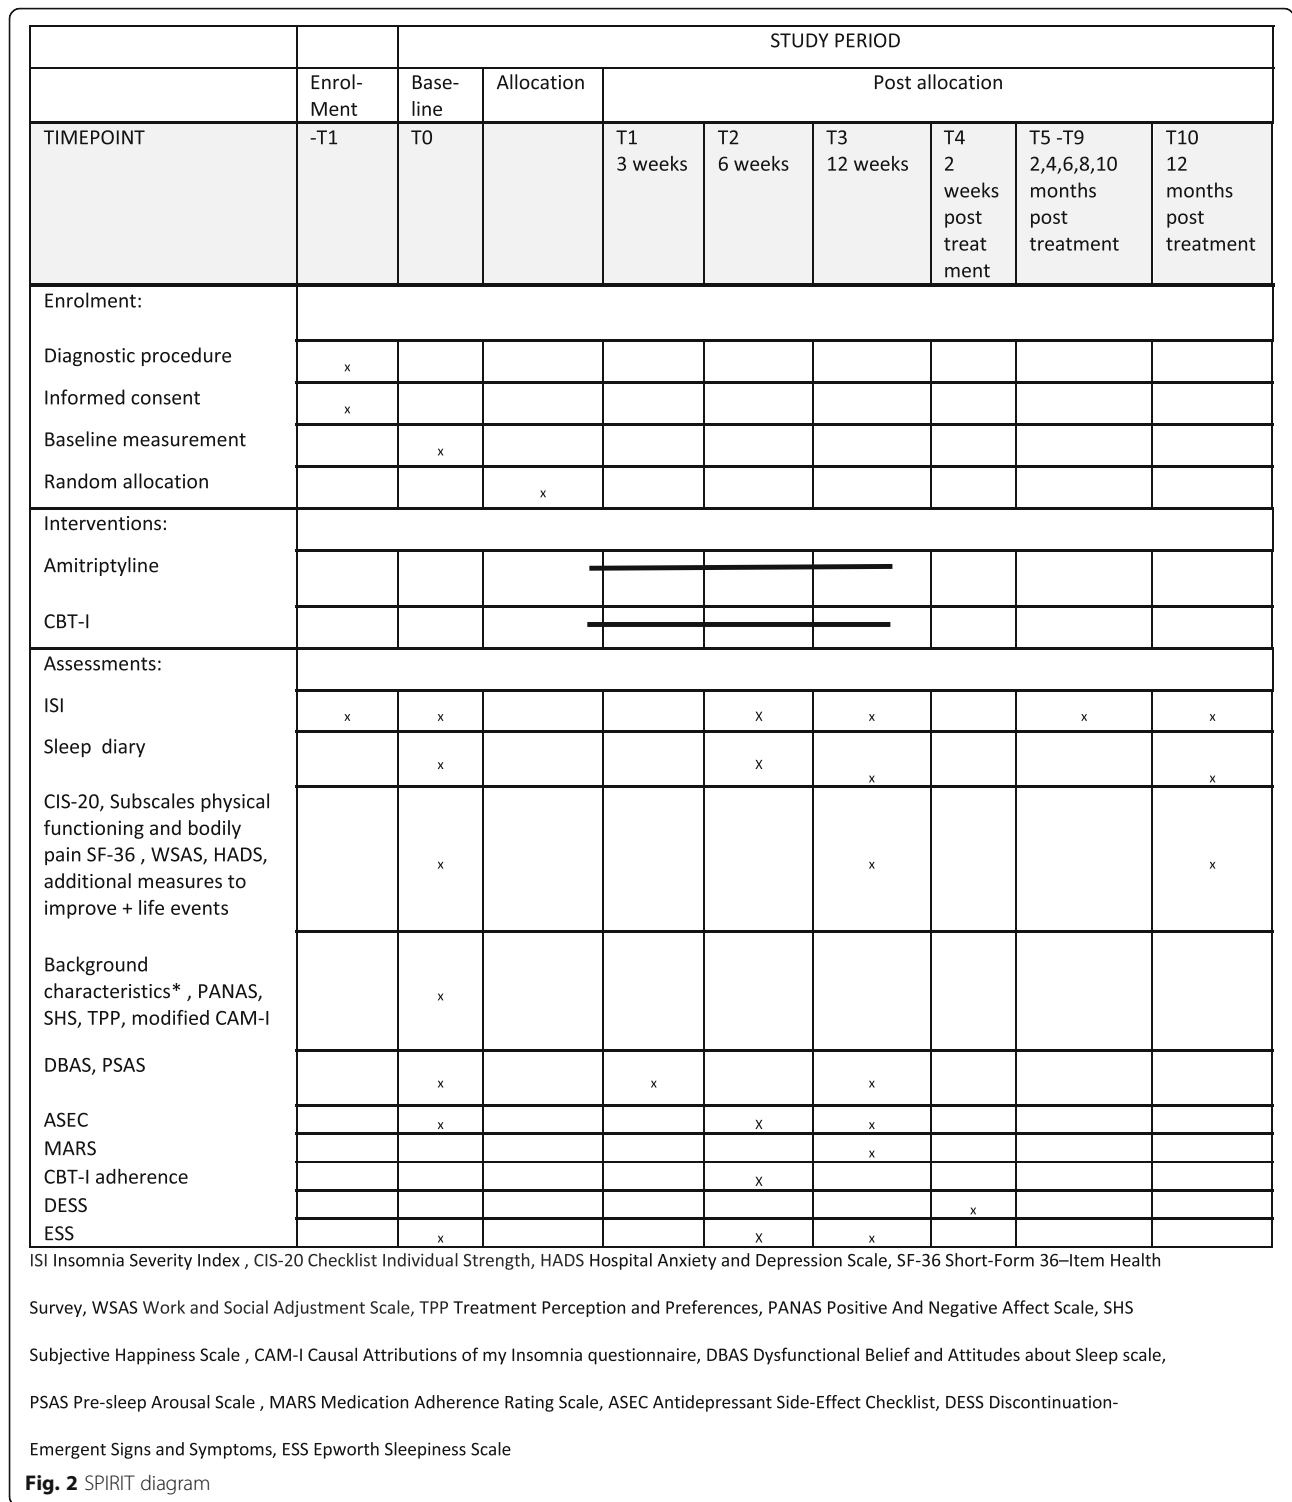 STUDY PERIOD
Enrol-
Ment
Base-
line
Allocation
Post allocation
TIMEPOINT
-T1
T0
T1
3 weeks
T2
6 weeks
T3
12 weeks
T4
2
weeks
post
treat
ment
T5 -T9
2,4,6,8,10
months
post
treatment
T10
12
months
post
treatment
Enrolment:
Diagnostic procedure
x
Informed consent
x
Baseline measurement
x
Random allocation
x
Interventions:
Amitriptyline
CBT-I
Assessments:
ISI
x x X x x x
Sleep diary
x X x x
CIS-20, Subscales physical
functioning and bodily
pain SF-36 , WSAS, HADS,
additional measures to
improve + life events
x x x
Background
characteristics* , PANAS,
SHS, TPP, modified CAM-I
x
DBAS, PSAS
x x x
ASEC
x X x
MARS
x
CBT-I adherence
X
DESS
x
ESS
x X x
ISI Insomnia Severity Index , CIS-20 Checklist Individual Strength, HADS Hospital Anxiety and Depression Scale, SF-36 Short-Form 36–Item Health
Survey, WSAS Work and Social Adjustment Scale, TPP Treatment Perception and Preferences, PANAS Positive And Negative Affect Scale, SHS
Subjective Happiness Scale , CAM-I Causal Attributions of my Insomnia questionnaire, DBAS Dysfunctional Belief and Attitudes about Sleep scale,
PSAS Pre-sleep Arousal Scale , MARS Medication Adherence Rating Scale, ASEC Antidepressant Side-Effect Checklist, DESS Discontinuation-
Emergent Signs and Symptoms, ESS Epworth Sleepiness Scale
Fig. 2 SPIRIT diagram